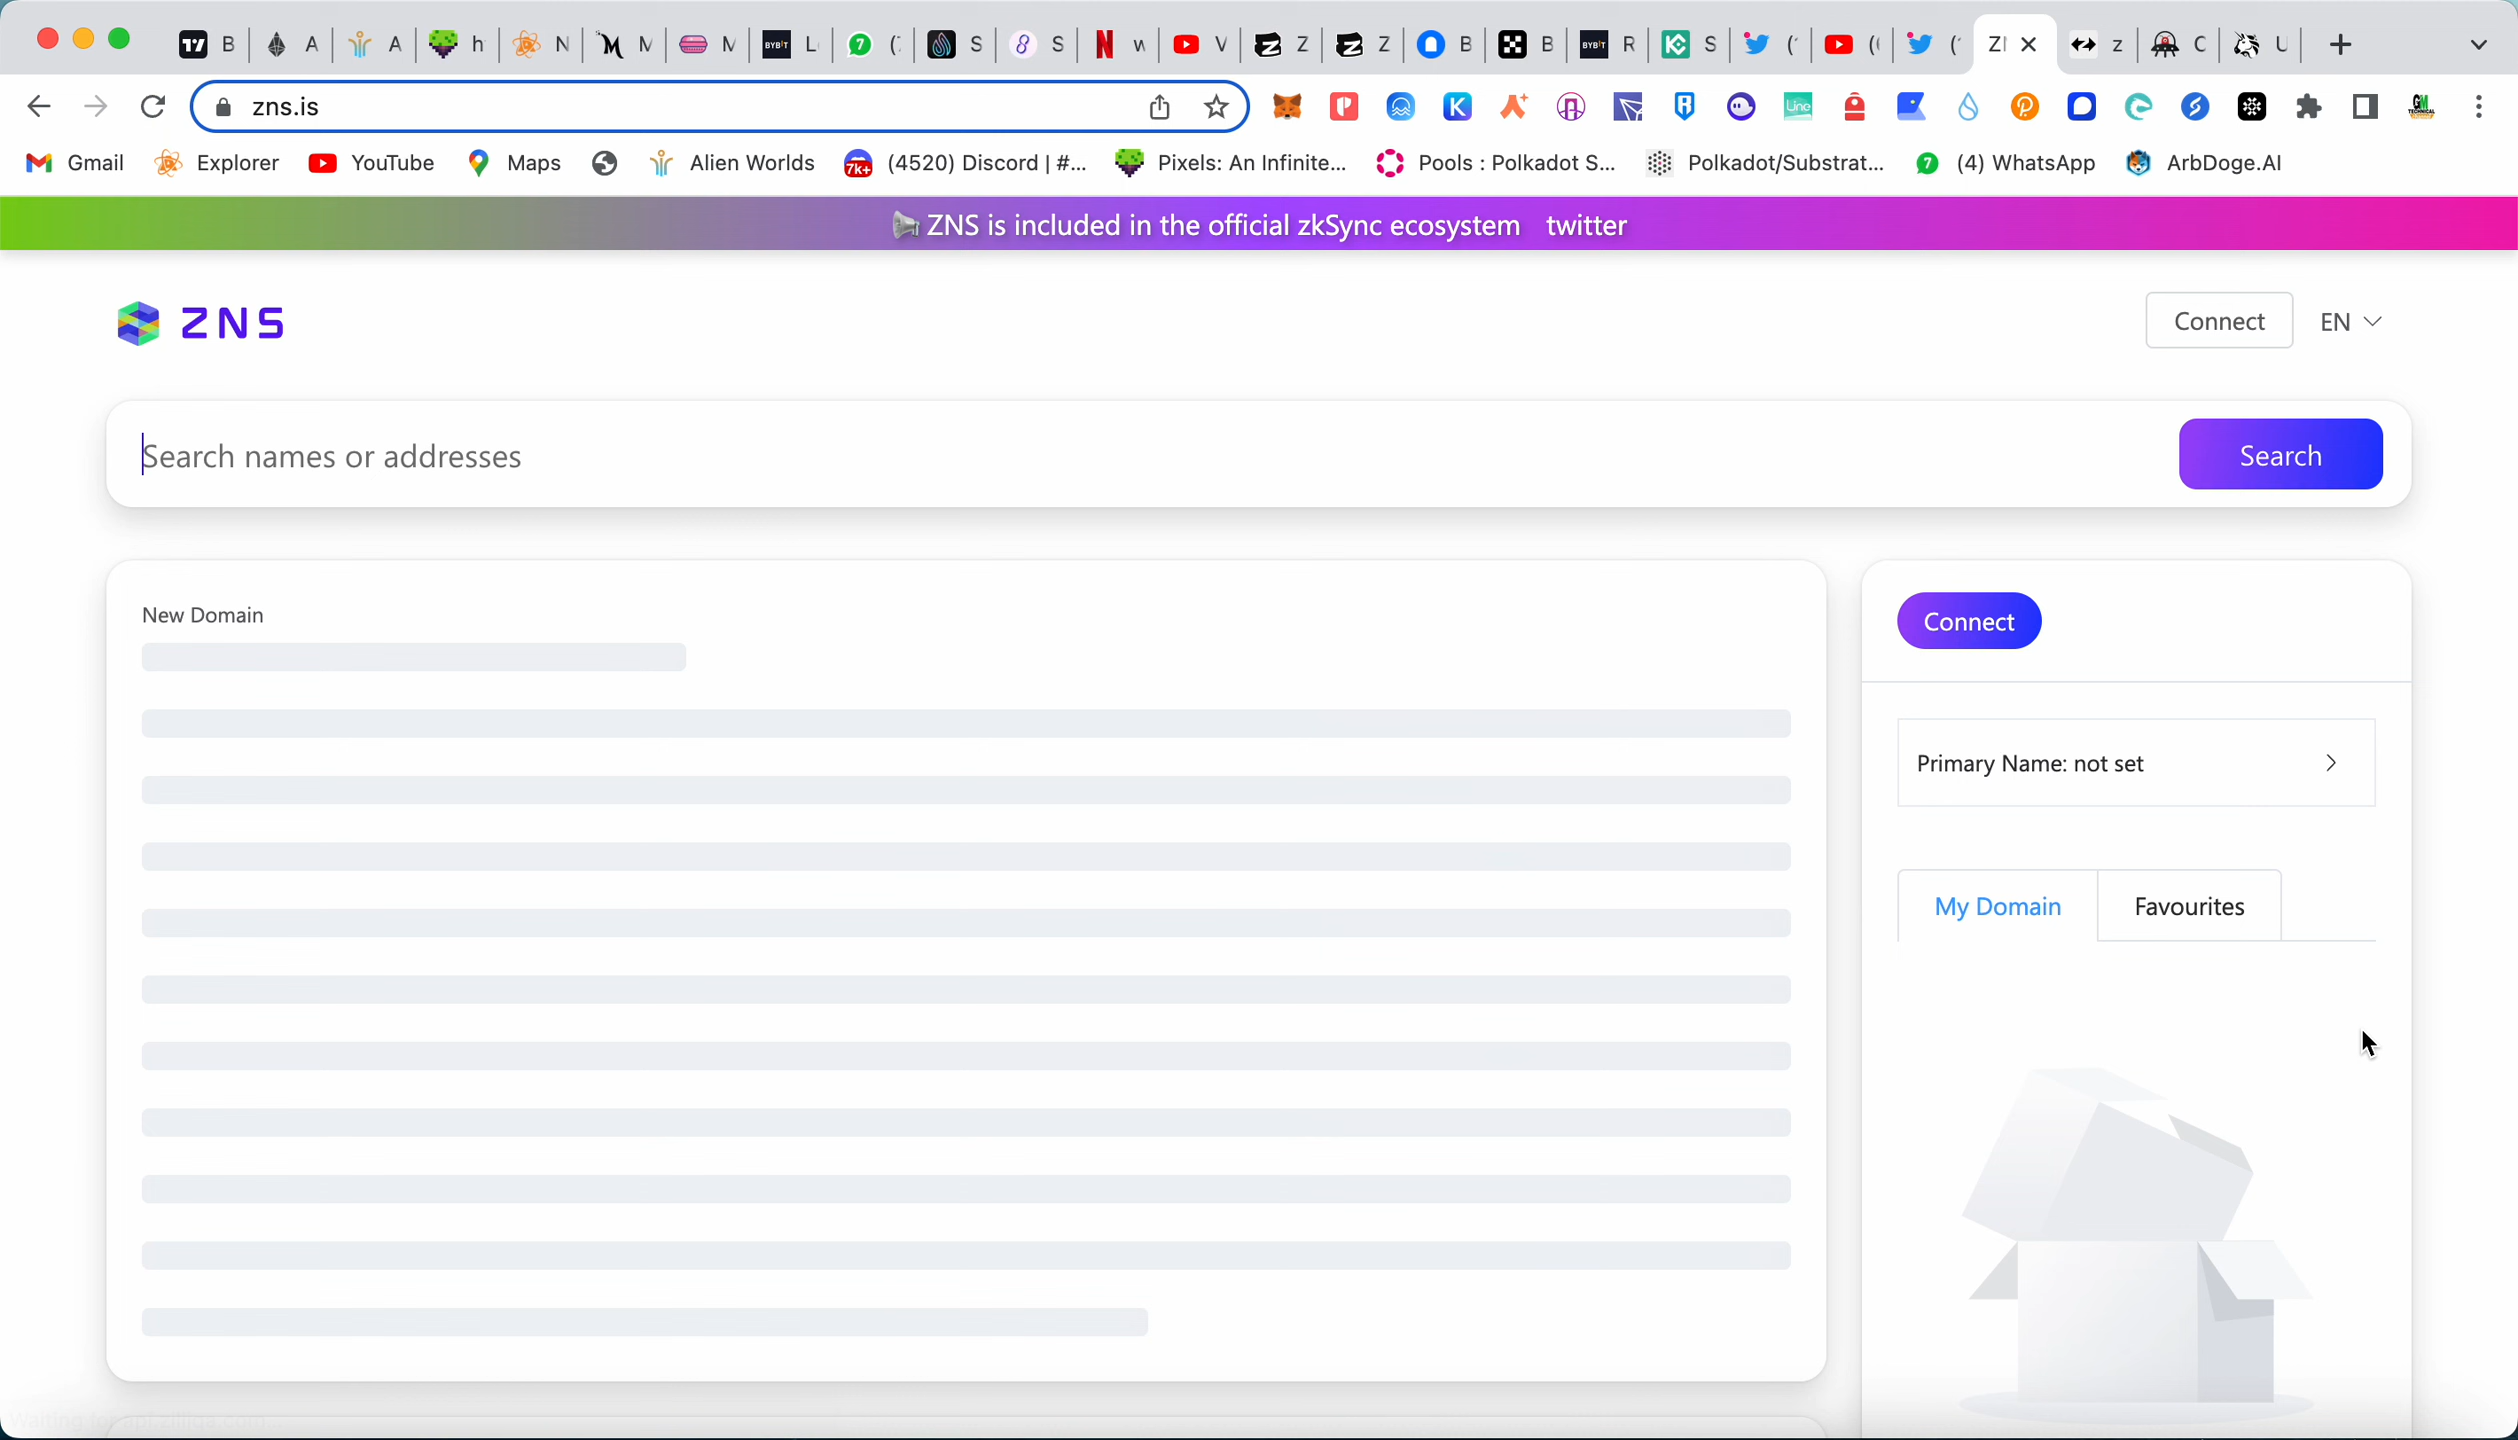 B A A h N M M L ( S S W V Z Z B B R S ( ( ( ZI z C U
zns.is
Gmail Explorer YouTube Maps Alien Worlds (4520) Discord | #... Pixels: An Infinite... Pools : Polkadot S... Polkadot/Substrat... (4) WhatsApp ArbDoge.AI
ZNS is included in the official zkSync ecosystem twitter
ZNS
Connect EN
Search names or addresses
Search
New Domain
Connect
Primary Name: not set
My Domain Favourites